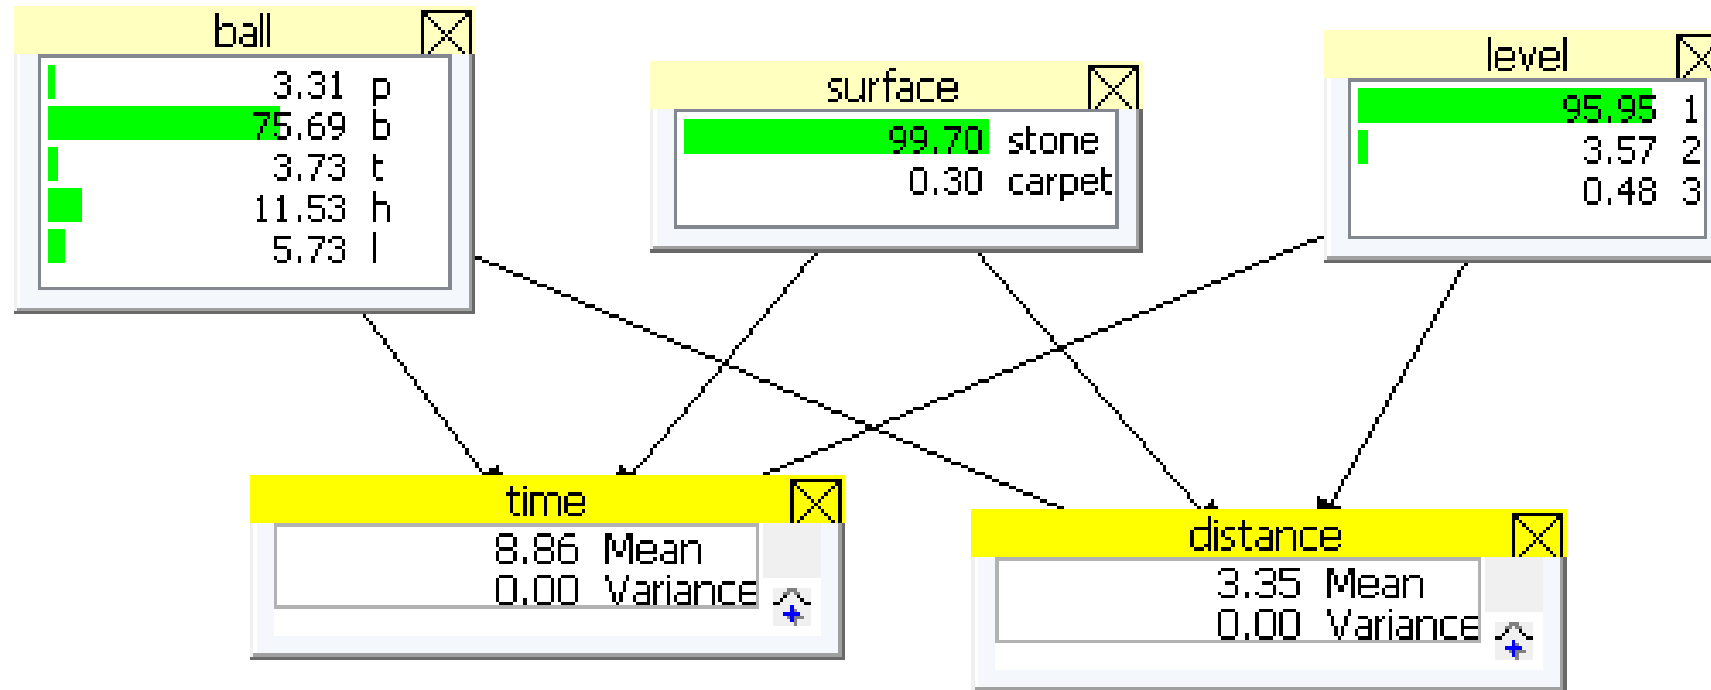 ball
3.31 p
75.69 b
3.73 t
11.53 h
5.73 l
surface
99.70 stone
0.30 carpet
level
95.95 1
3.57 2
0.48 3
time
8.86 Mean
0.00 Variance
distance
3.35 Mean
0.00 Variance